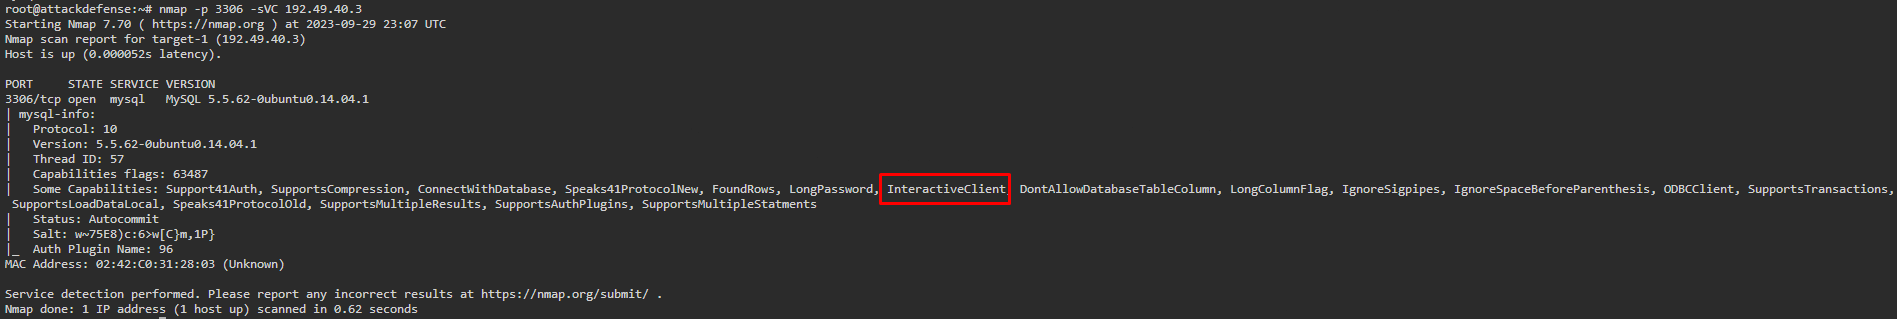 root@attackdefense:~# nmap -p 3306 -sVC 192.49.40.3
Starting Nmap 7.70 ( https://nmap.org ) at 2023-09-29 23:07 UTC
Nmap scan report for target-1 (192.49.40.3)
Host is up (0.000052s latency).

PORT     STATE SERVICE VERSION
3306/tcp open  mysql   MySQL 5.5.62-0ubuntu0.14.04.1
| mysql-info:
|   Protocol: 10
|   Version: 5.5.62-0ubuntu0.14.04.1
|   Thread ID: 57
|   Capabilities flags: 63487
|   Some Capabilities: Support41Auth, SupportsCompression, ConnectWithDatabase, Speaks41ProtocolNew, FoundRows, LongPassword, InteractiveClient DontAllowDatabaseTableColumn, LongColumnFlag, IgnoreSigpipes, IgnoreSpaceBeforeParenthesis, ODBCClient, SupportsTransactions,
SupportsLoadDataLocal, Speaks41ProtocolOld, SupportsMultipleResults, SupportsAuthPlugins, SupportsMultipleStatments
|   Status: Autocommit
|   Salt: w~75E8)c:6>w[C}m,1P}
|_  Auth Plugin Name: 96
MAC Address: 02:42:C0:31:28:03 (Unknown)

Service detection performed. Please report any incorrect results at https://nmap.org/submit/ .
Nmap done: 1 IP address (1 host up) scanned in 0.62 seconds